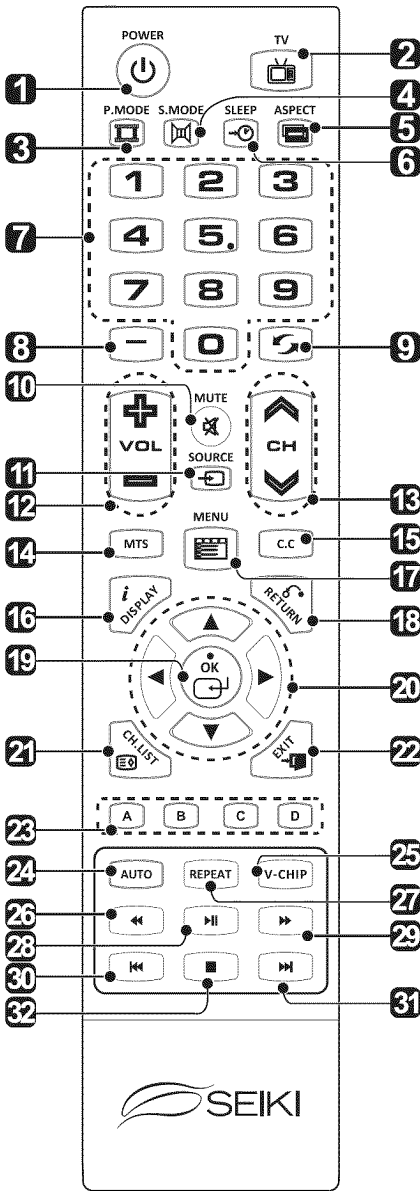 POWER
TV
1
2
P.MODE S.MODE SLEEP ASPECT
4
3
5
6
1 2 3
7
4 5 6
7 8 9
8
- 0
9
10
MUTE
VOL
CH
SOURCE
11
12
13
MENU
14
MTS
C.C
15
17
16
DISPLAY
RETURN
18
19
OK
20
21
CH.LIST
EXIT
22
23
A B C D
24
AUTO REPEAT V-CHIP
25
26
27
28
29
30
31
32
SEIKI